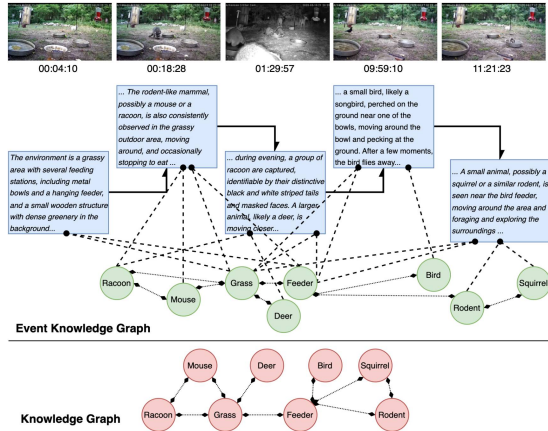 00:04:10
00:18:28
01:29:57
09:59:10
11:21:23
The environment is a grassy
area with several feeding
stations, including metal
bowls and a hanging feeder,
and a small wooden structure
with dense greenery in the
background...
... The rodent-like mammal,
possibly a mouse or a
racoon, is also consistently
observed in the grassy
outdoor area, moving
around, and occasionally
stopping to eat ...
... during evening, a group of
racoon are captured,
identifiable by their distinctive
black and white striped tails
and masked faces. A larger
animal, likely a deer, is
moving closer...
... a small bird, likely a
songbird, perched on the
ground near one of the
bowls, moving around the
bowl and pecking at the
ground. After a few moments,
the bird flies away...
... A small animal, possibly a
squirrel or a similar rodent, is
seen near the bird feeder,
moving around the area and
foraging and exploring the
surroundings ...
Racoon
Mouse
Grass
Deer
Feeder
Bird
Rodent
Squirrel
Event Knowledge Graph
Mouse
Deer
Bird
Squirrel
Racoon
Grass
Feeder
Rodent
Knowledge Graph